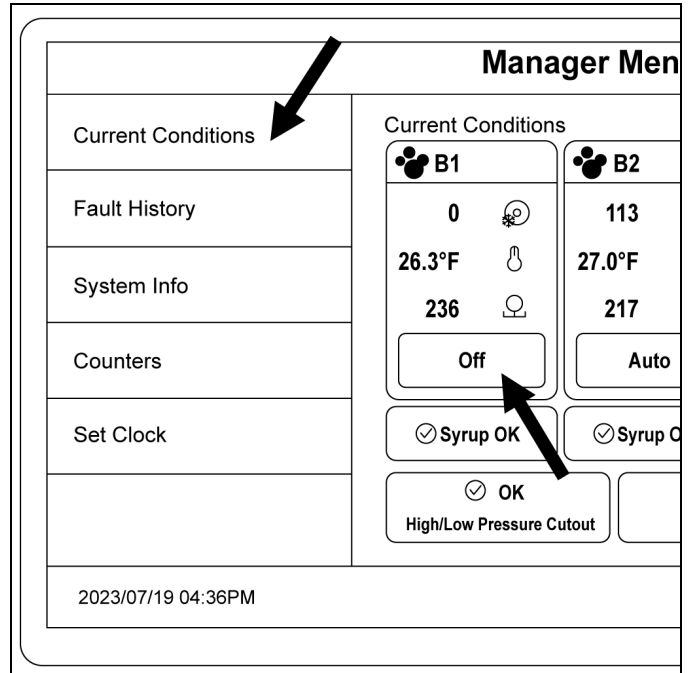 Manager Men
Current Conditions
Fault History
System Info
Counters
Set Clock
2023/07/19 04:36PM
Current Conditions
B1
0
26.3°F
236
Off
Syrup OK
B2
113
27.0°F
217
Auto
Syrup O
OK
High/Low Pressure Cutout